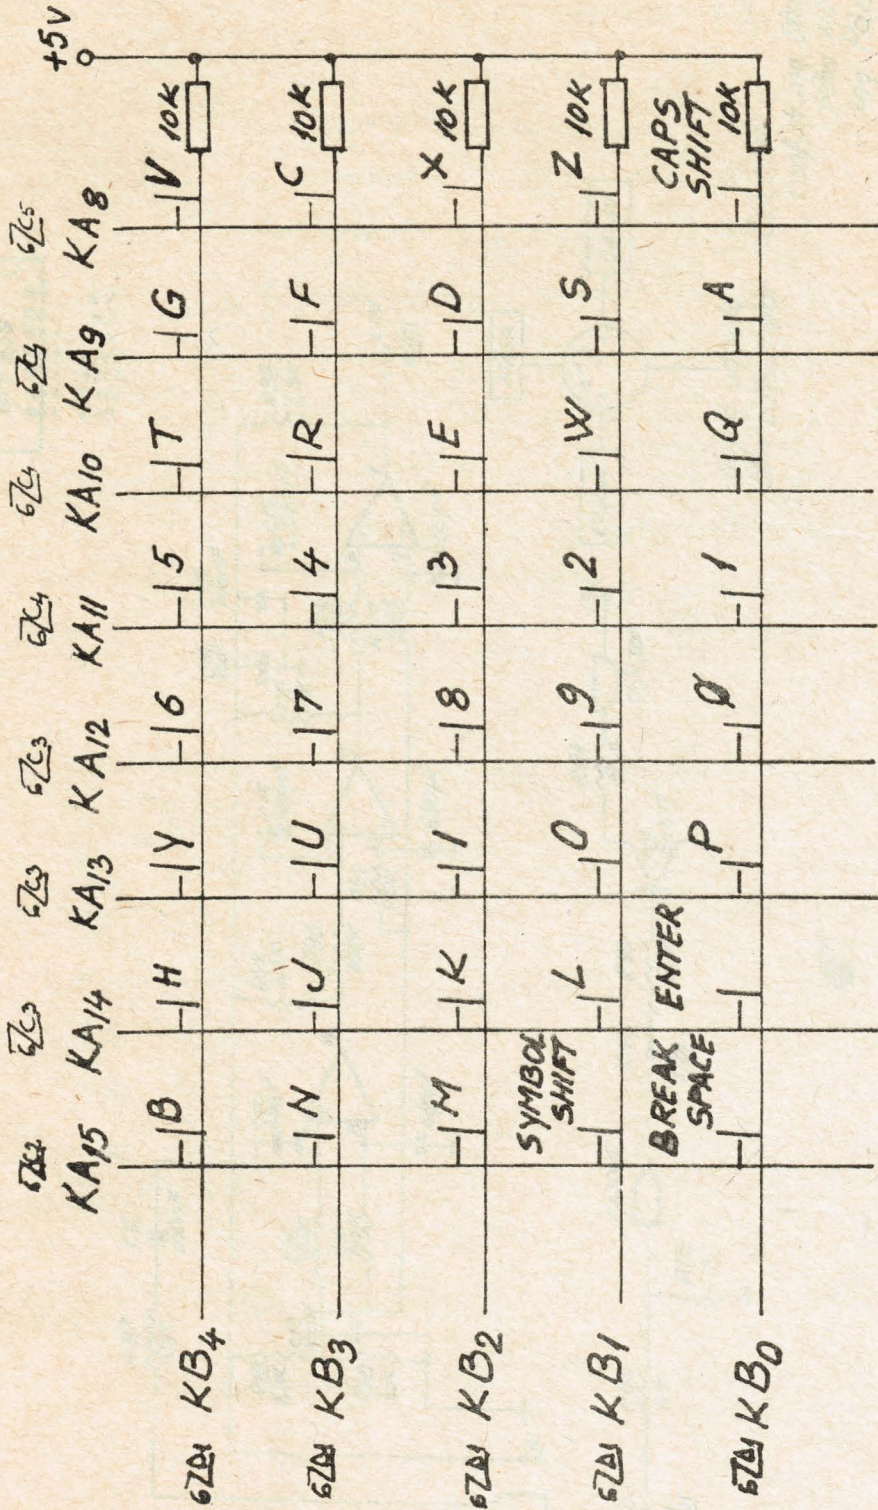 +5V
KA15 KA14 KA13 KA12 KA11 KA10 KA9 KA8
KB4 B H Y 6 5 T G V 10K
KB3 N J U 7 4 R F C 10K
KB2 M K I 8 3 E D X 10K
SYMBOL
SHIFT
KB1 L O 9 2 W S Z 10K
BREAK ENTER CAPS
SPACE SHIFT
KB0 P Ø 1 Q A 10K